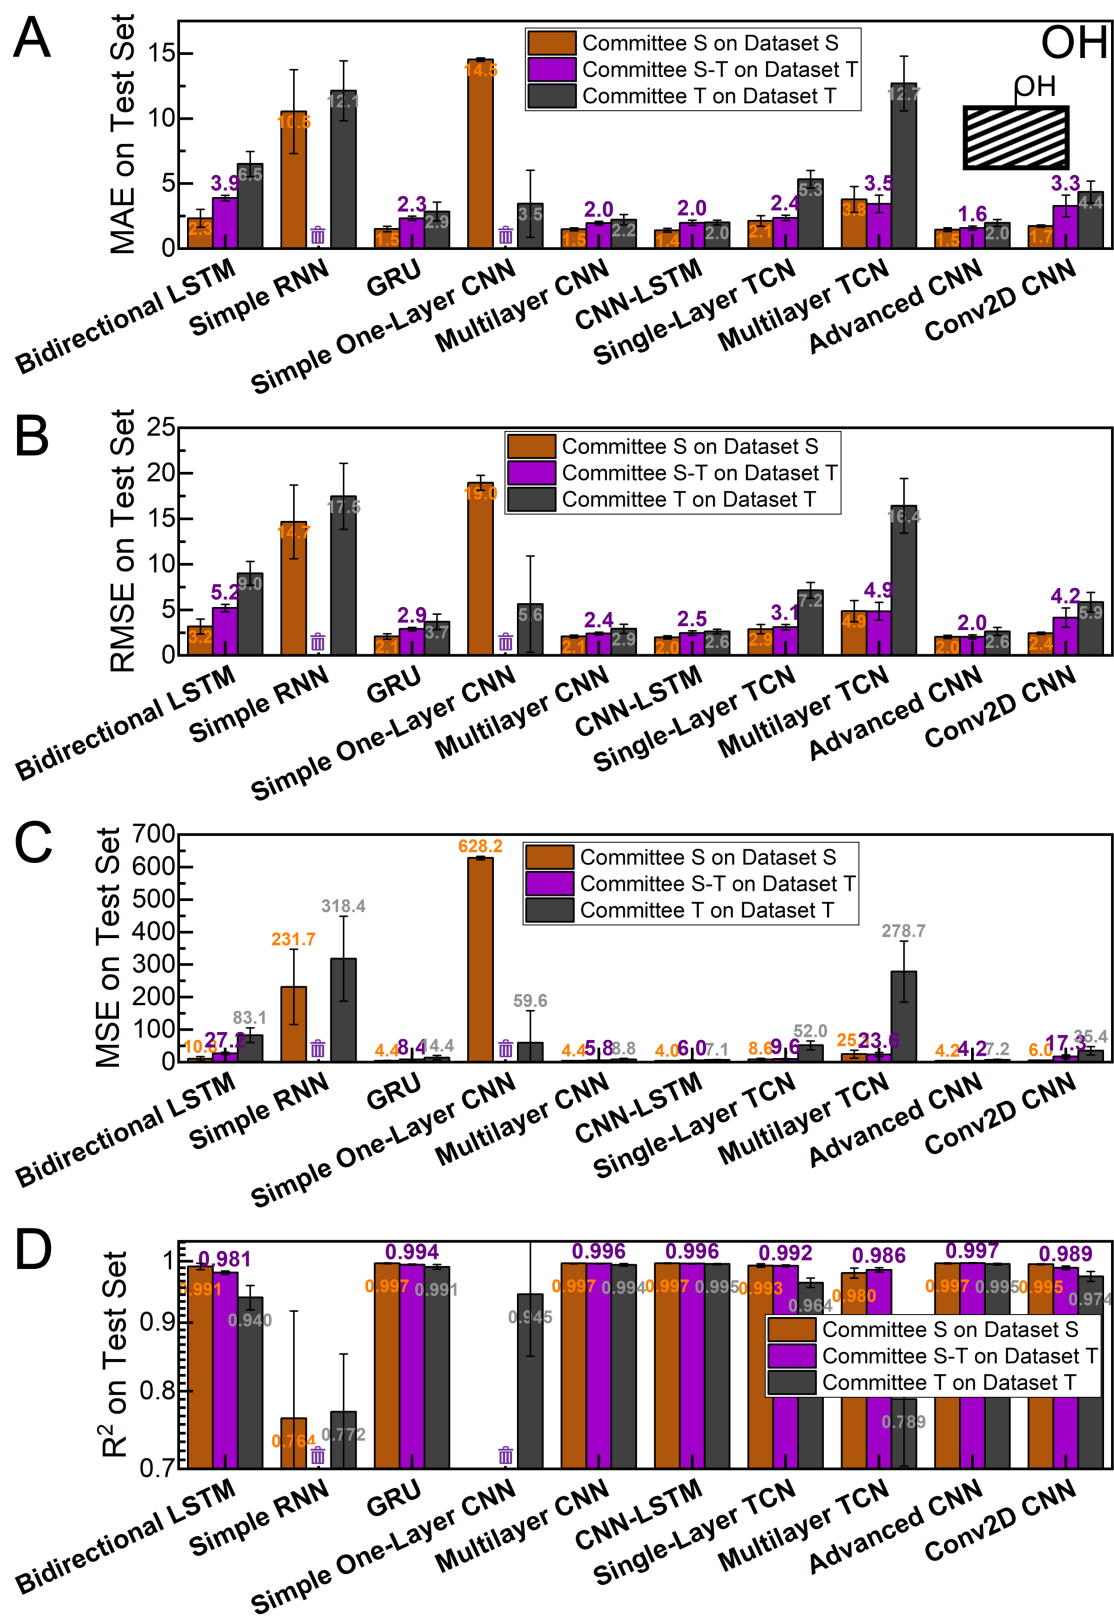 A
MAE on Test Set
15
10
5
0
Committee S on Dataset S
Committee S-T on Dataset T
Committee T on Dataset T
OH
OH
2.3 3.9 6.5
10.5 12.1
1.5 2.3 2.9
14.5 3.5
1.5 2.0 2.2
1.4 2.0 2.0
2.1 2.4 5.3
3.8 3.5 12.7
1.5 1.6 2.0
1.7 3.3 4.4
Bidirectional LSTM
Simple RNN
GRU
Simple One-Layer CNN
Multilayer CNN
CNN-LSTM
Single-Layer TCN
Multilayer TCN
Advanced CNN
Conv2D CNN
B
RMSE on Test Set
25
20
15
10
5
0
Committee S on Dataset S
Committee S-T on Dataset T
Committee T on Dataset T
3.2 5.2 9.0
14.7 17.5
2.1 2.9 3.7
19.0 5.6
2.1 2.4 2.9
2.0 2.5 2.6
2.9 3.1 7.2
4.9 4.9 16.4
2.0 2.0 2.6
2.4 4.2 5.9
Bidirectional LSTM
Simple RNN
GRU
Simple One-Layer CNN
Multilayer CNN
CNN-LSTM
Single-Layer TCN
Multilayer TCN
Advanced CNN
Conv2D CNN
C
MSE on Test Set
700
600
500
400
300
200
100
0
Committee S on Dataset S
Committee S-T on Dataset T
Committee T on Dataset T
27.2 83.1
231.7 318.4
4.4 8.4 14.4
628.2 59.6
4.4 5.8 8.8
4.0 6.0 7.1
8.6 9.6 52.0
23.6 278.7
4.2 4.2 7.2
6.0 17.3 35.4
Bidirectional LSTM
Simple RNN
GRU
Simple One-Layer CNN
Multilayer CNN
CNN-LSTM
Single-Layer TCN
Multilayer TCN
Advanced CNN
Conv2D CNN
D
R² on Test Set
1
0.9
0.8
0.7
Committee S on Dataset S
Committee S-T on Dataset T
Committee T on Dataset T
0.991 0.981 0.940
0.764 0.772
0.997 0.994 0.991
0.945
0.997 0.996 0.994
0.997 0.996 0.995
0.993 0.992 0.964
0.980 0.986 0.789
0.997 0.997 0.995
0.995 0.989 0.974
Bidirectional LSTM
Simple RNN
GRU
Simple One-Layer CNN
Multilayer CNN
CNN-LSTM
Single-Layer TCN
Multilayer TCN
Advanced CNN
Conv2D CNN